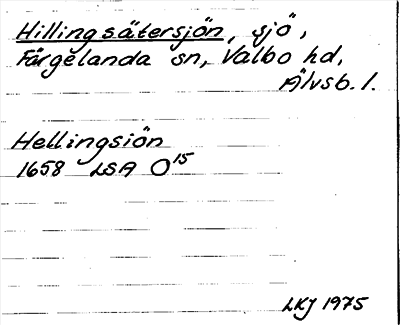 Hillingsätersjön, sjö,
Färgelanda sn, Valbo hd,
Älvsb. l.
Hellingsiön
1658 LSA O15
LKJ 1975